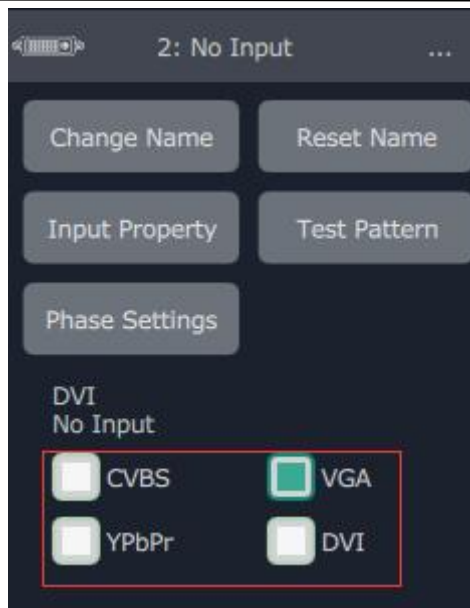 2: No Input ...
Change Name Reset Name
Input Property Test Pattern
Phase Settings
DVI
No Input
CVBS VGA
YPbPr DVI